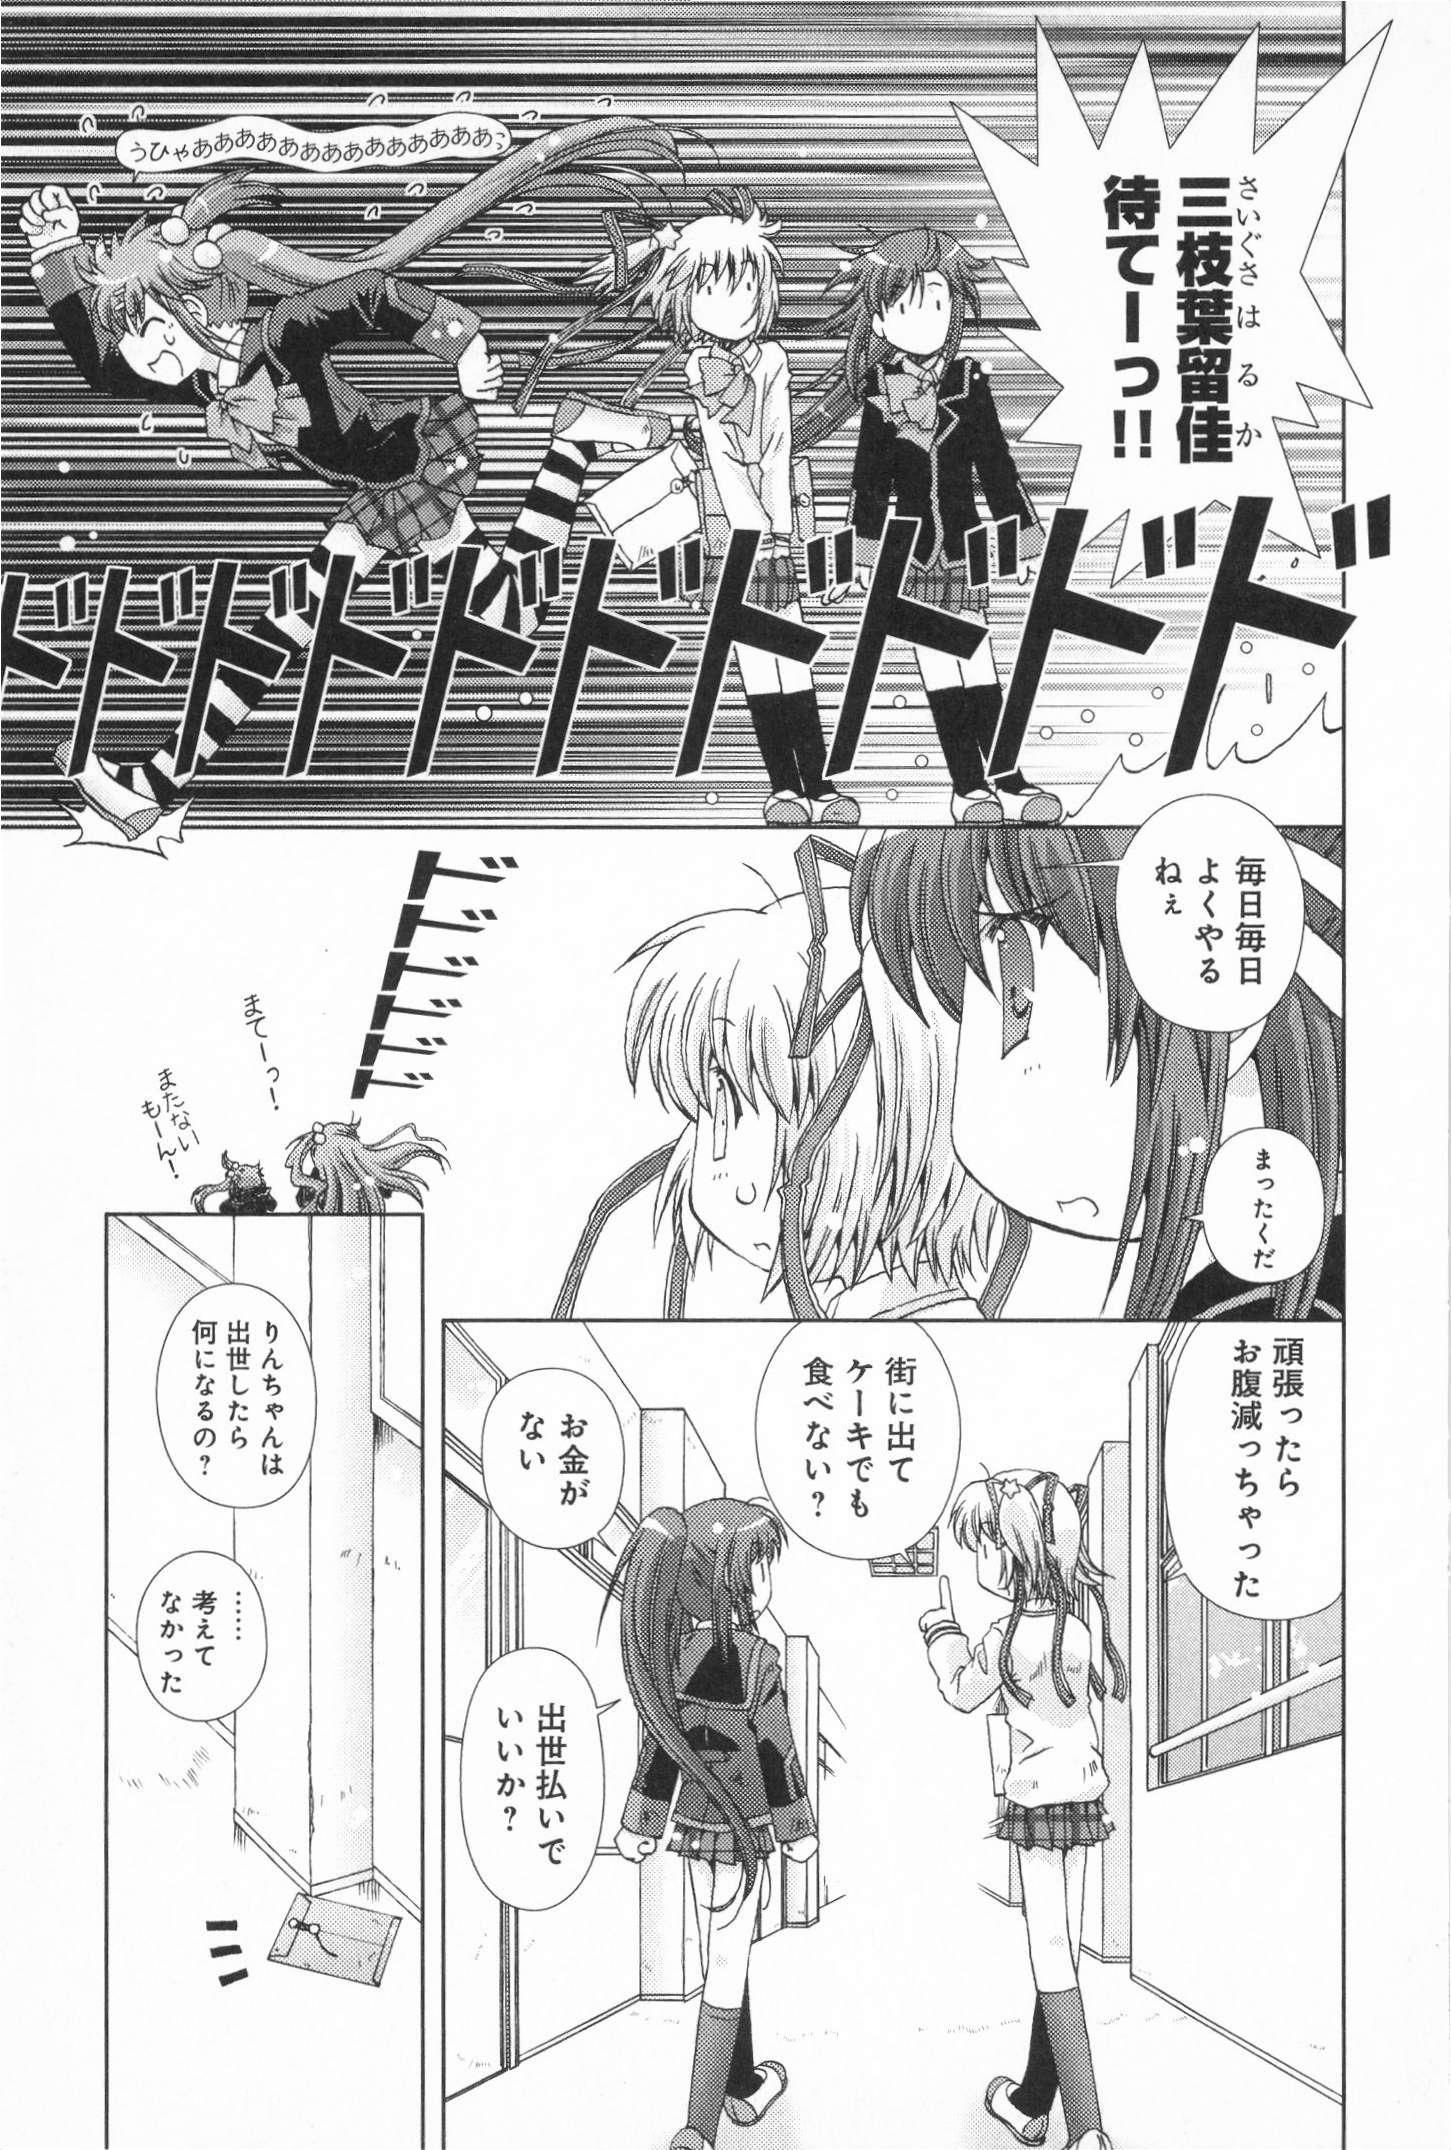 三枝葉留佳
さいぐさはるか
待てーっ!!
うひゃああああああああああああああっ
ドドドドドドドドドド
毎日毎日
よくやる
ねぇ
まったくだ
ドドドドドド
まてーっ!
またない
もーん!
頑張ったら
お腹減っちゃった
街に出て
ケーキでも
食べない?
お金が
ない
出世払いで
いいか?
りんちゃんは
出世したら
何になるの?
……
考えて
なかった